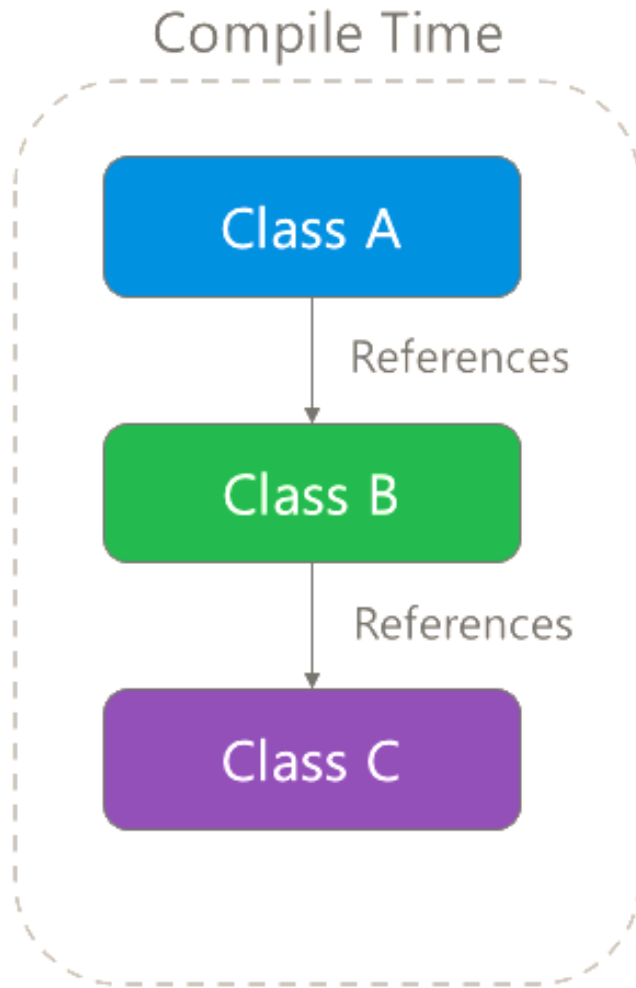 Compile Time
Class A
References
Class B
References
Class C